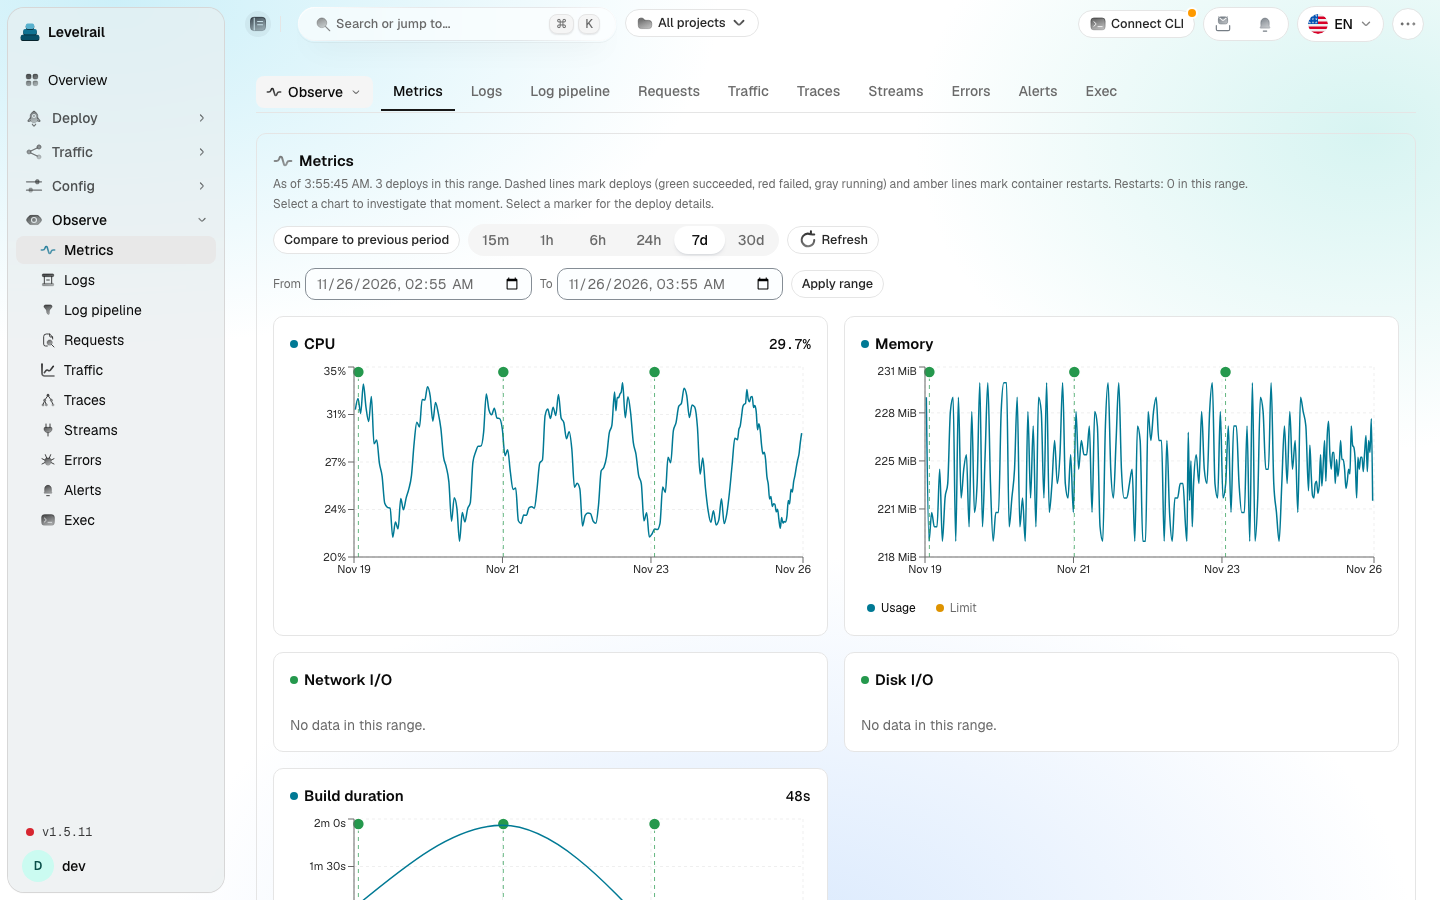 Levelrail
Search or jump to...
⌘ K
All projects
Connect CLI
EN
Overview
Deploy
Traffic
Config
Observe
Metrics
Logs
Log pipeline
Requests
Traffic
Traces
Streams
Errors
Alerts
Exec
v1.5.11
D dev
Observe Metrics Logs Log pipeline Requests Traffic Traces Streams Errors Alerts Exec
Metrics
As of 3:55:45 AM. 3 deploys in this range. Dashed lines mark deploys (green succeeded, red failed, gray running) and amber lines mark container restarts. Restarts: 0 in this range.
Select a chart to investigate that moment. Select a marker for the deploy details.
Compare to previous period 15m 1h 6h 24h 7d 30d Refresh
From 11/26/2026, 02:55 AM To 11/26/2026, 03:55 AM Apply range
CPU 29.7%
35%
31%
27%
24%
20%
Nov 19 Nov 21 Nov 23 Nov 26
Memory
231 MiB
228 MiB
225 MiB
221 MiB
218 MiB
Nov 19 Nov 21 Nov 23 Nov 26
Usage Limit
Network I/O
No data in this range.
Disk I/O
No data in this range.
Build duration 48s
2m 0s
1m 30s